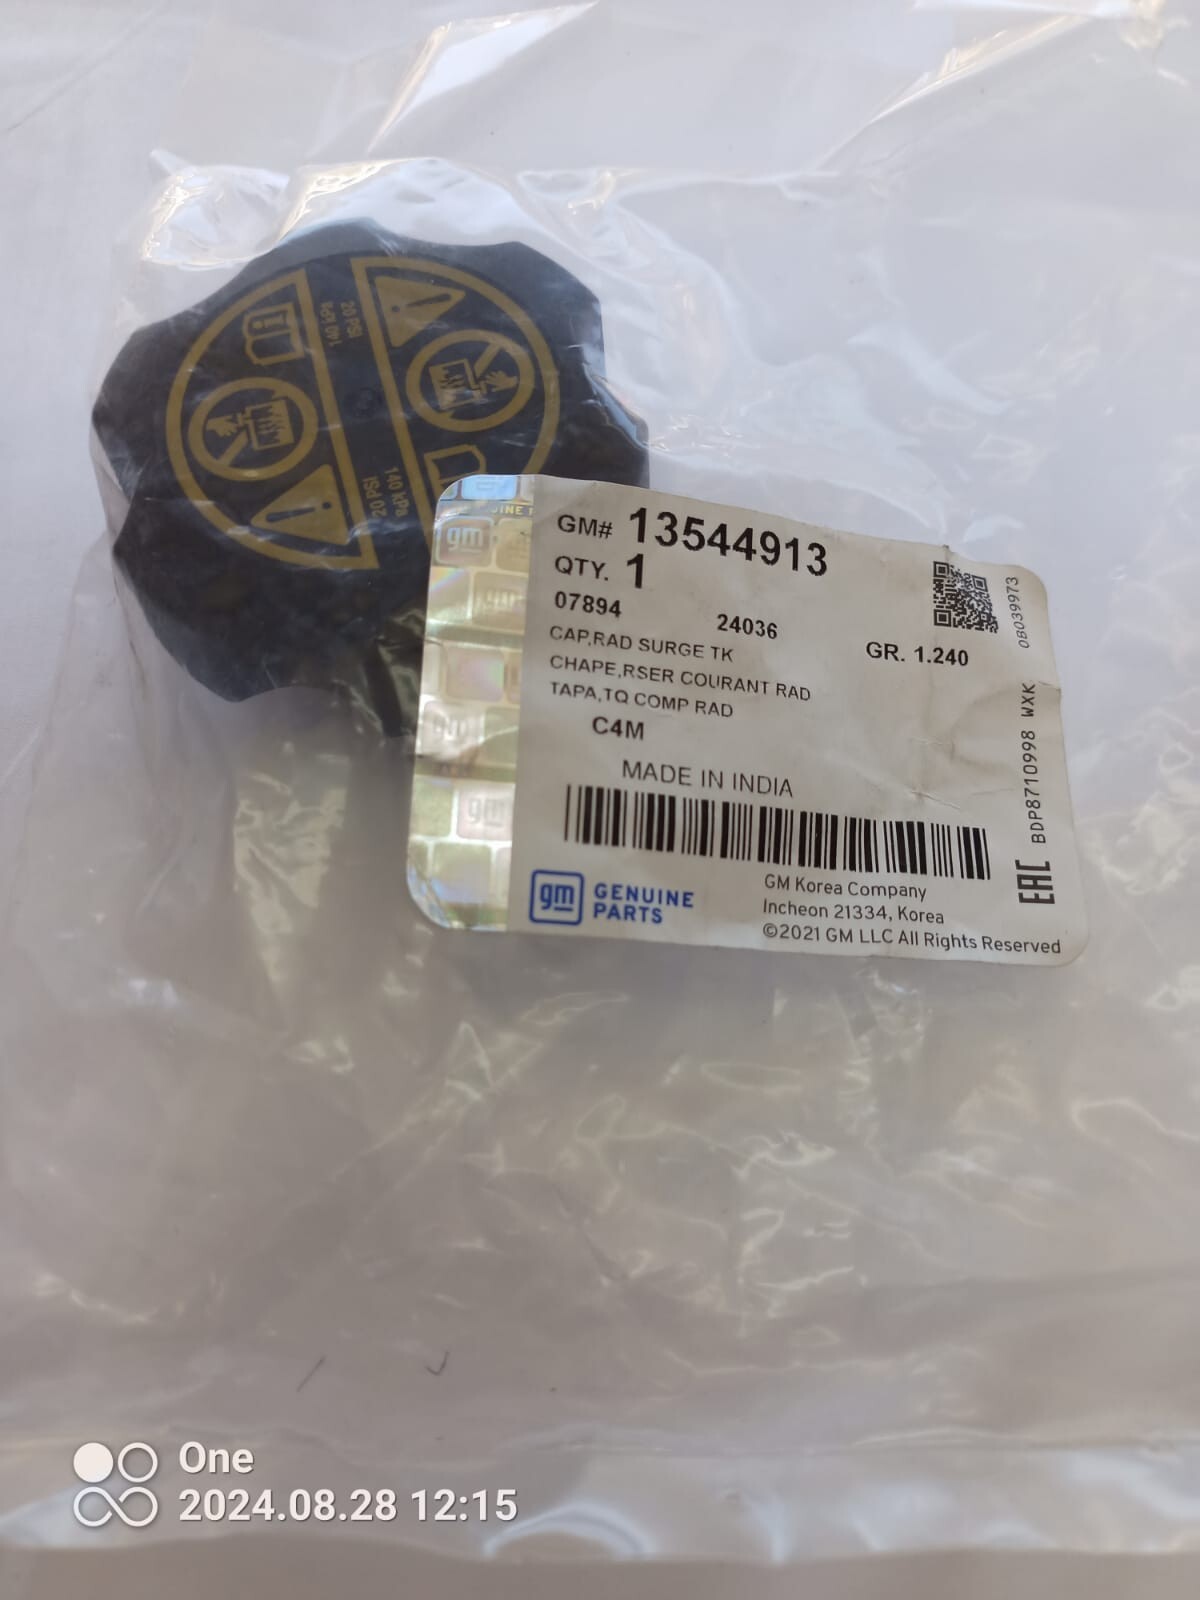 140 kPa
20 PSI
20 PSI
140 kPa
GM# 13544913
QTY. 1
07894 24036 GR. 1.240
CAP,RAD SURGE TK
CHAPE,RSER COURANT RAD
TAPA,TQ COMP RAD
C4M
MADE IN INDIA
0B039973
BDP8710998 WXK
EAC
gm GENUINE
PARTS
GM Korea Company
Incheon 21334, Korea
©2021 GM LLC All Rights Reserved
gm
gm
One
2024.08.28 12:15